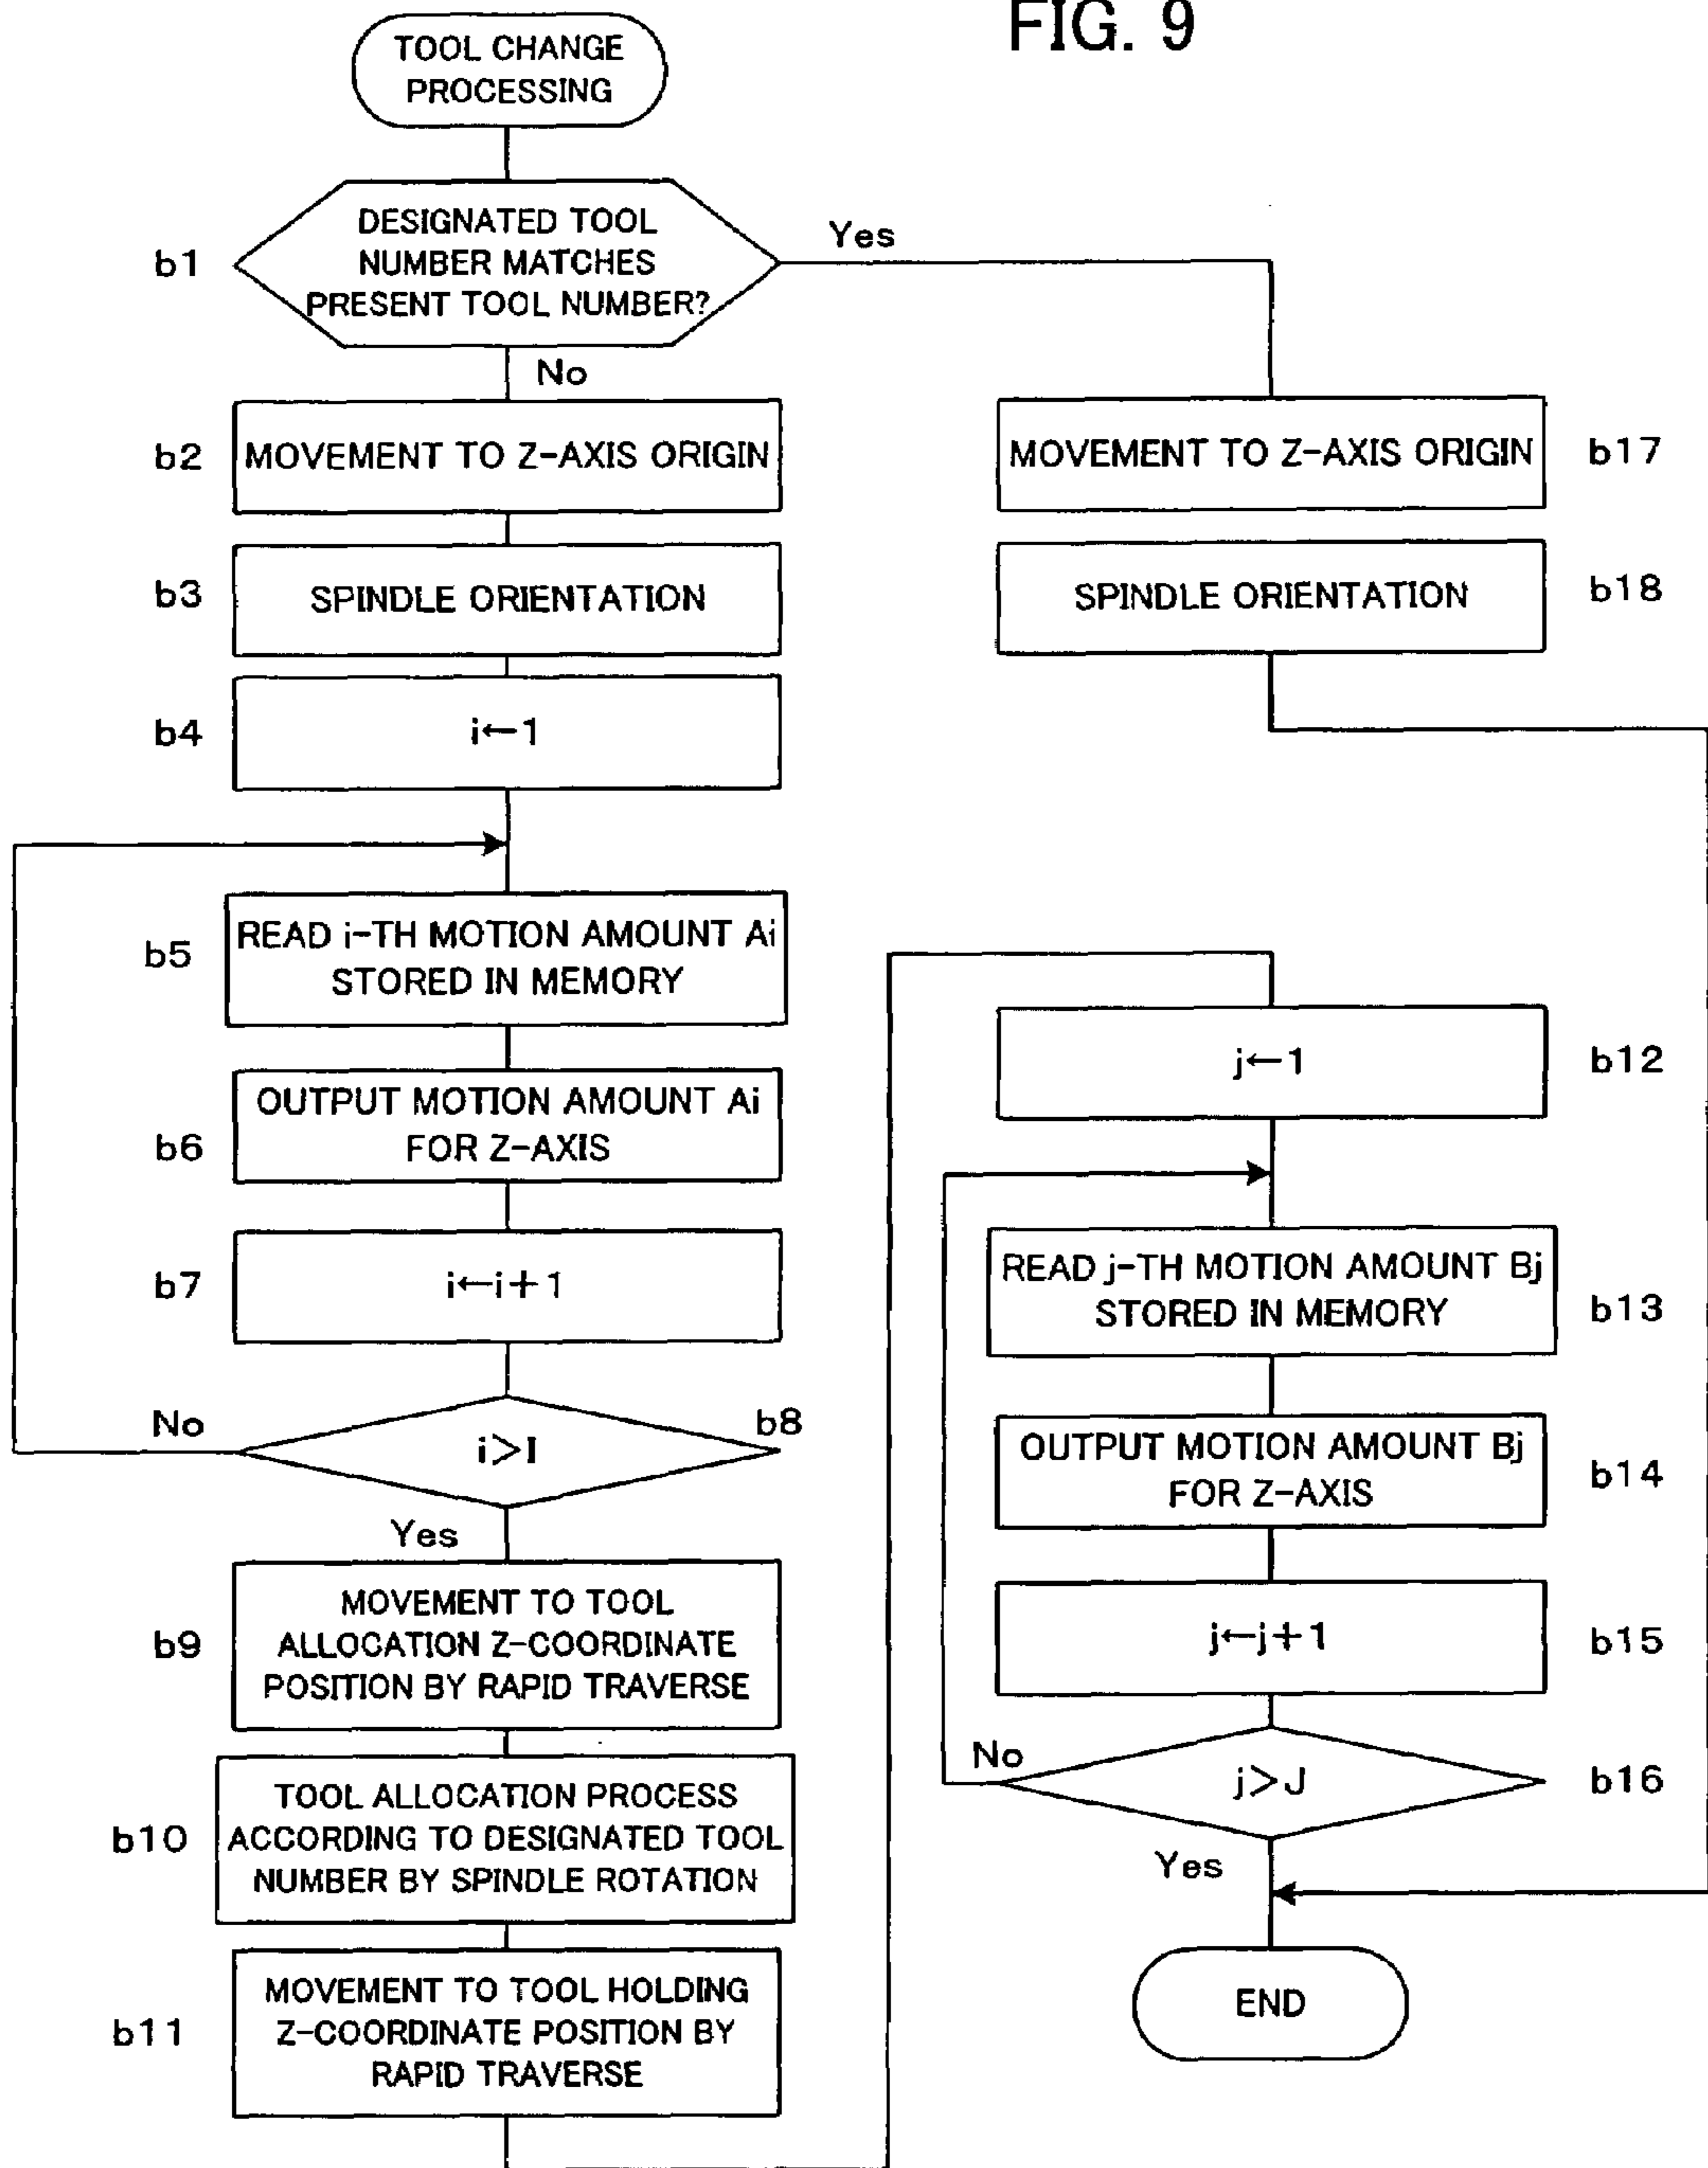 FIG. 9
TOOL CHANGE
PROCESSING
b1
DESIGNATED TOOL
NUMBER MATCHES
PRESENT TOOL NUMBER?
Yes
No
b2
MOVEMENT TO Z-AXIS ORIGIN
b3
SPINDLE ORIENTATION
b4
i←1
b5
READ i-TH MOTION AMOUNT Ai
STORED IN MEMORY
b6
OUTPUT MOTION AMOUNT Ai
FOR Z-AXIS
b7
i←i+1
No
b8
i>I
Yes
b9
MOVEMENT TO TOOL
ALLOCATION Z-COORDINATE
POSITION BY RAPID TRAVERSE
b10
TOOL ALLOCATION PROCESS
ACCORDING TO DESIGNATED TOOL
NUMBER BY SPINDLE ROTATION
b11
MOVEMENT TO TOOL HOLDING
Z-COORDINATE POSITION BY
RAPID TRAVERSE
MOVEMENT TO Z-AXIS ORIGIN
b17
SPINDLE ORIENTATION
b18
j←1
b12
READ j-TH MOTION AMOUNT Bj
STORED IN MEMORY
b13
OUTPUT MOTION AMOUNT Bj
FOR Z-AXIS
b14
j←j+1
b15
No
j>J
b16
Yes
END